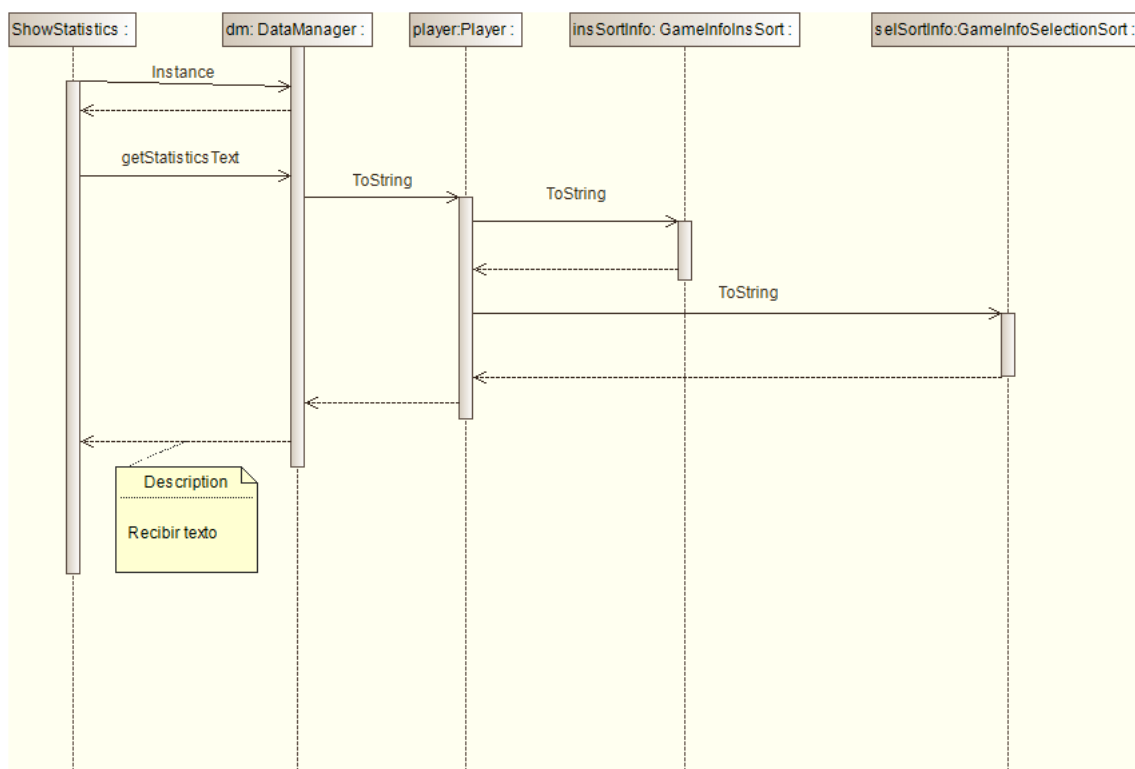 ShowStatistics :
dm: DataManager :
player:Player :
insSortInfo: GameInfoInsSort :
selSortInfo:GameInfoSelectionSort :
Instance
getStatisticsText
ToString
ToString
ToString
Description
Recibir texto